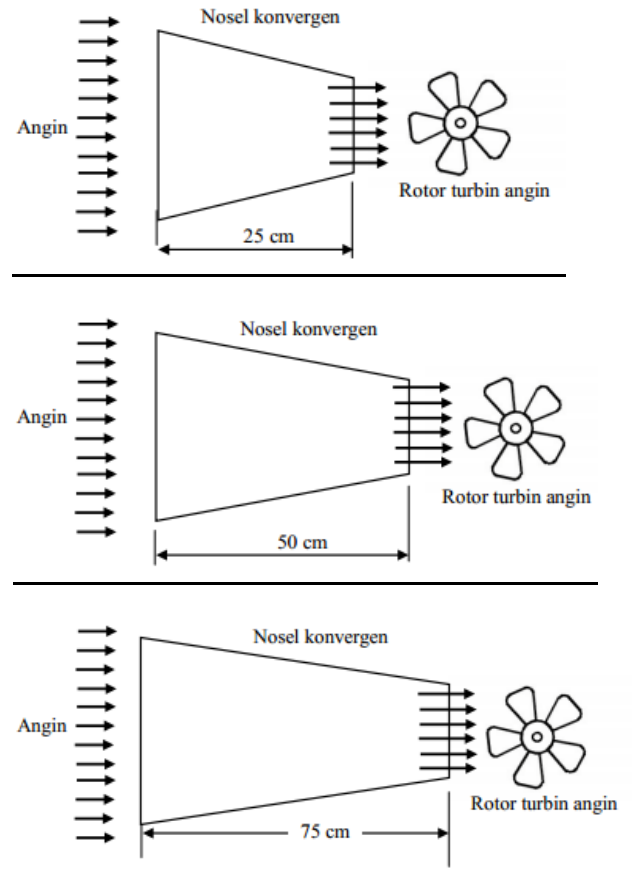 Nosel konvergen
Angin
Rotor turbin angin
25 cm
Nosel konvergen
Angin
Rotor turbin angin
50 cm
Nosel konvergen
Angin
Rotor turbin angin
75 cm